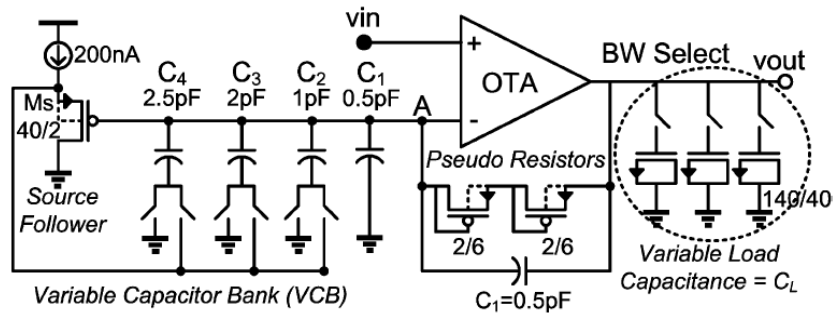 vin
200nA
C4
2.5pF
C3
2pF
C2
1pF
C1
0.5pF
A
+
-
OTA
BW Select
vout
Ms
40/2
Source
Follower
Pseudo Resistors
2/6
2/6
140/40
Variable Load
Capacitance = CL
C1=0.5pF
Variable Capacitor Bank (VCB)